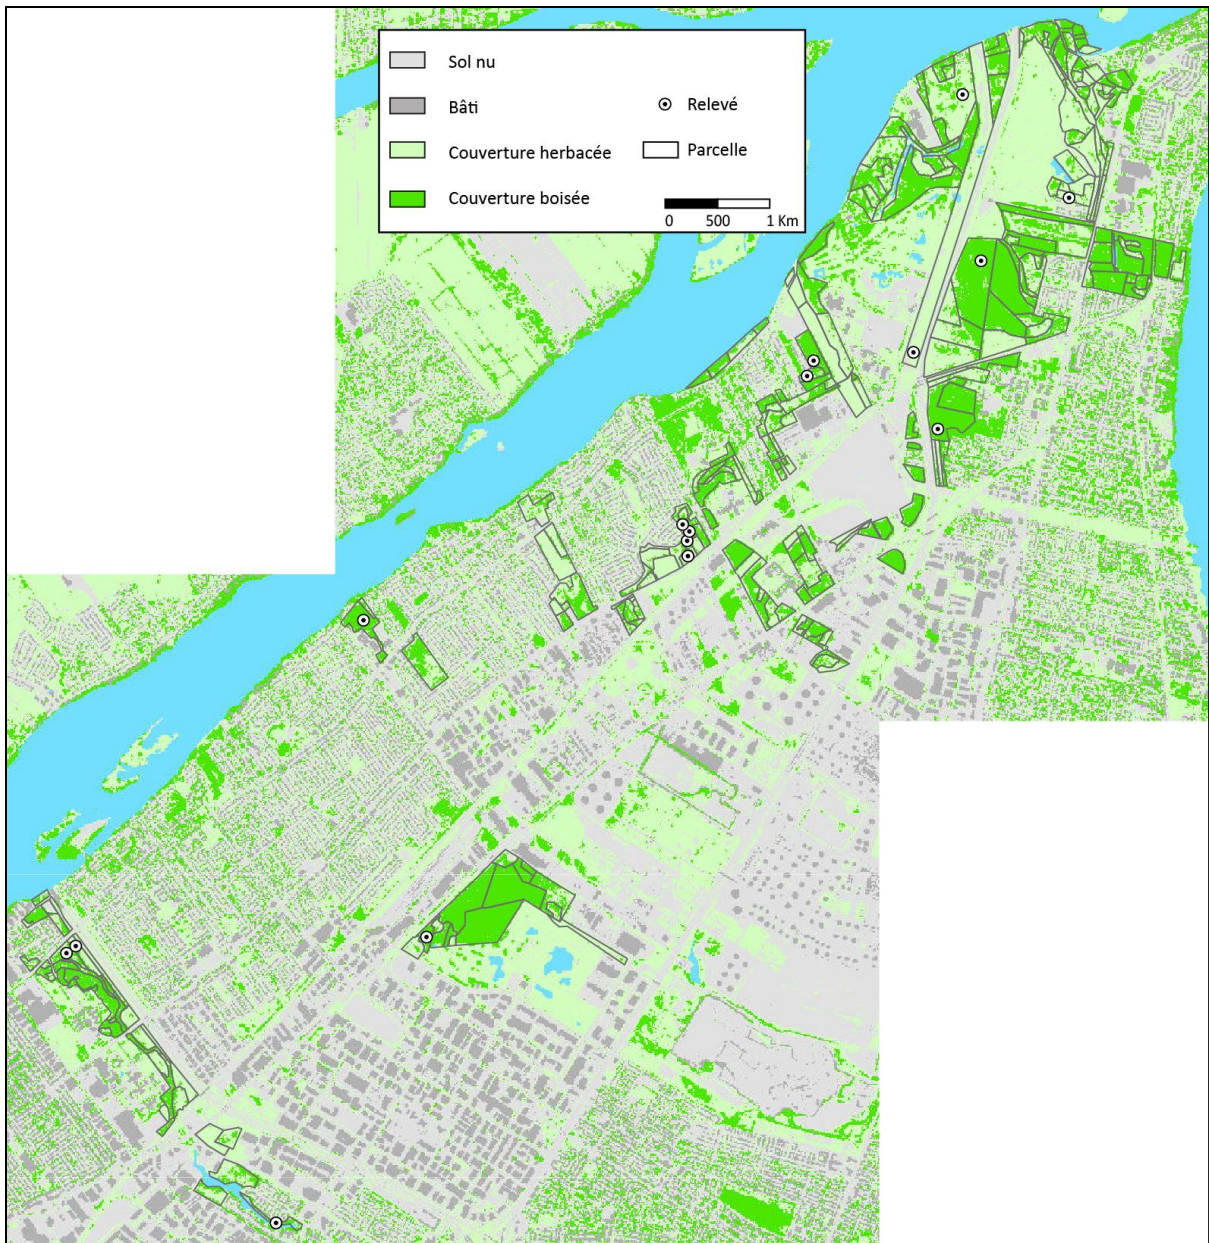 Sol nu
Bâti
Couverture herbacée
Couverture boisée
Relevé
Parcelle
0 500 1 Km